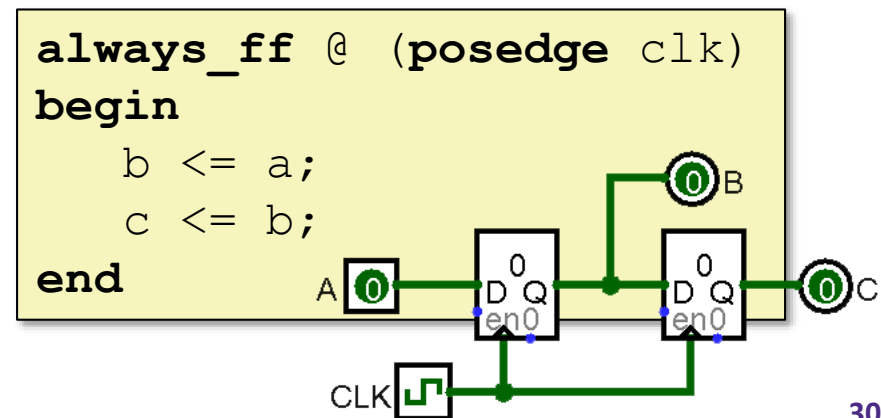 always_ff @ (posedge clk)
begin
b <= a;
c <= b;
end
0 B
A 0
0
D Q
en0
0
D Q
en0
0 C
CLK
30